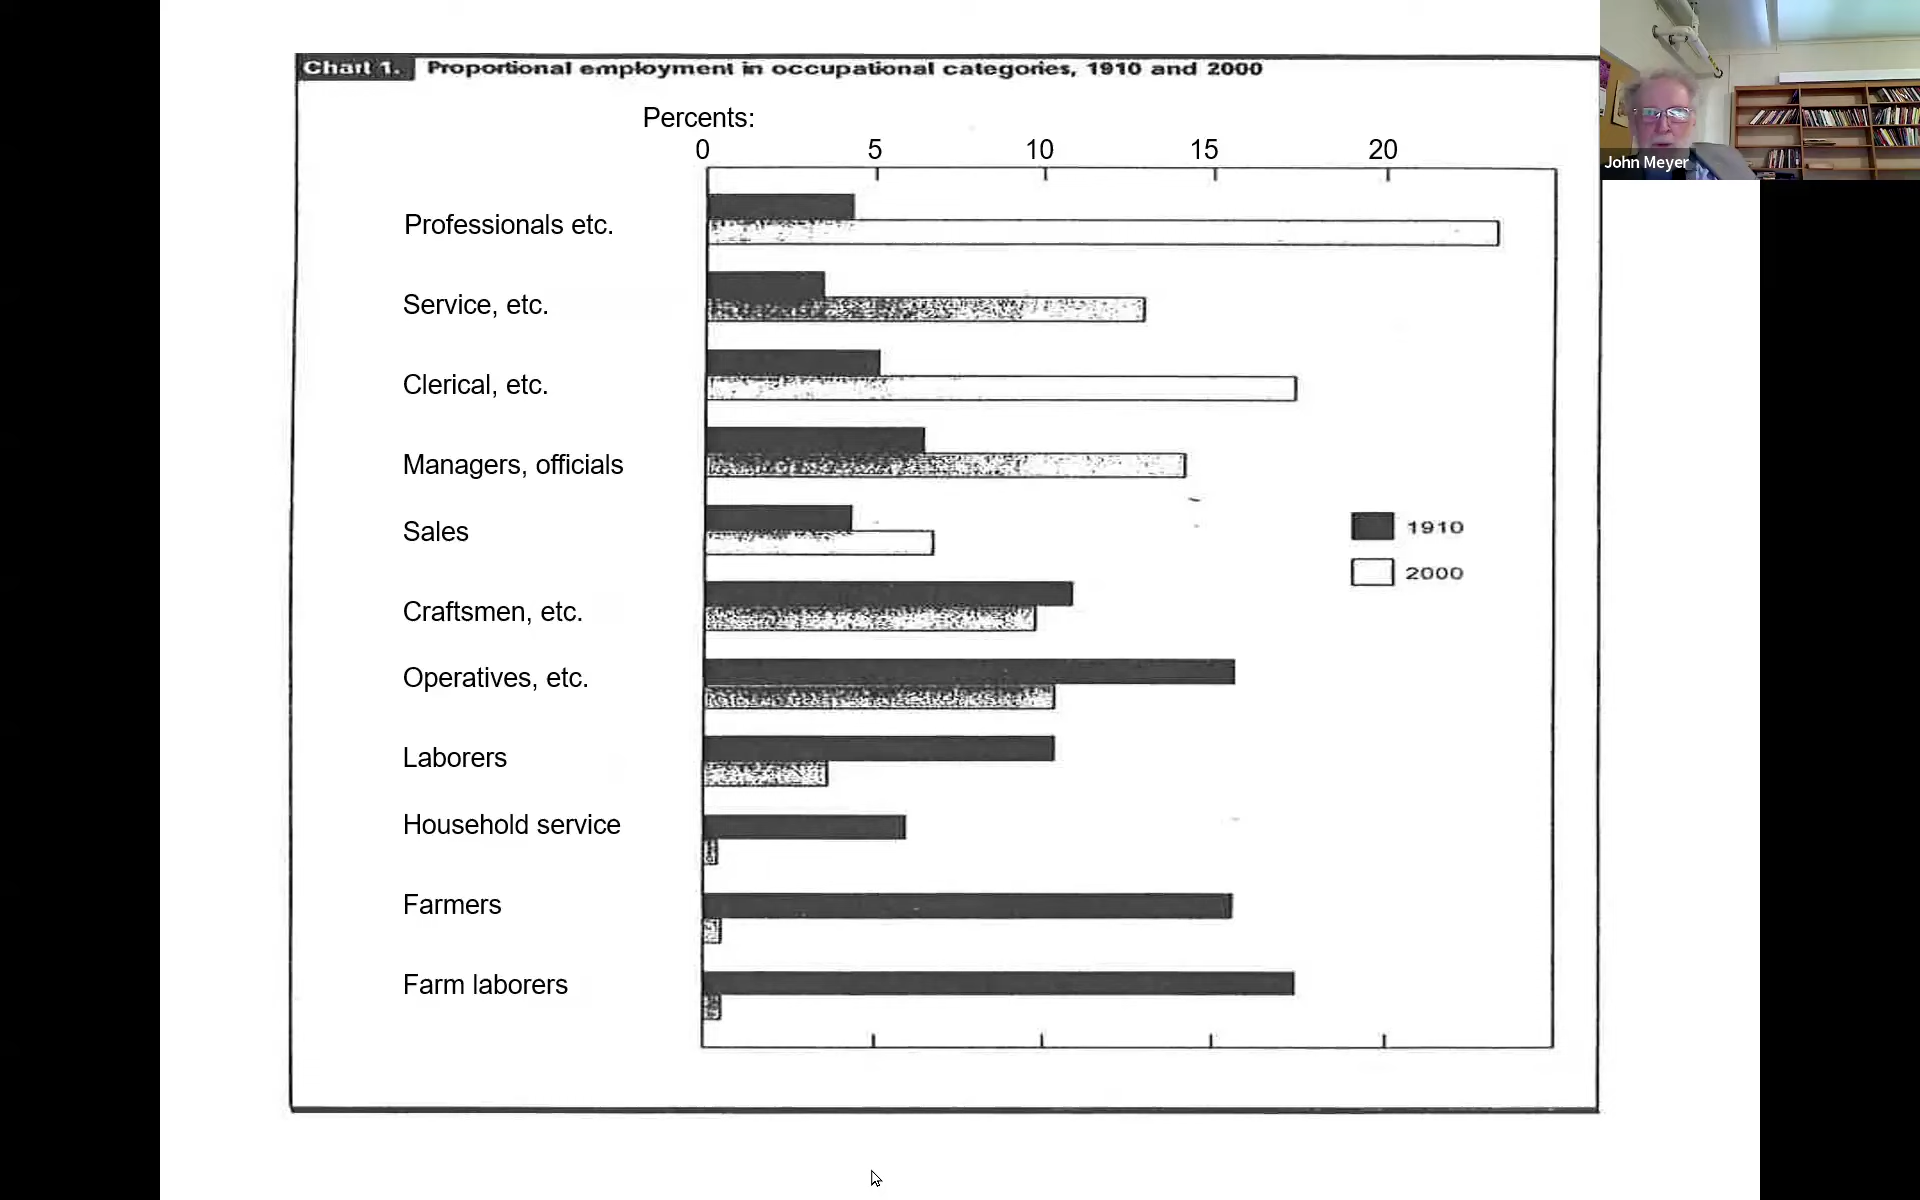 Chart 1. Proportional employment in occupational categories, 1910 and 2000
Percents:
0 5 10 15 20
Professionals etc.
Service, etc.
Clerical, etc.
Managers, officials
Sales
Craftsmen, etc.
Operatives, etc.
Laborers
Household service
Farmers
Farm laborers
1910
2000
John Meyer